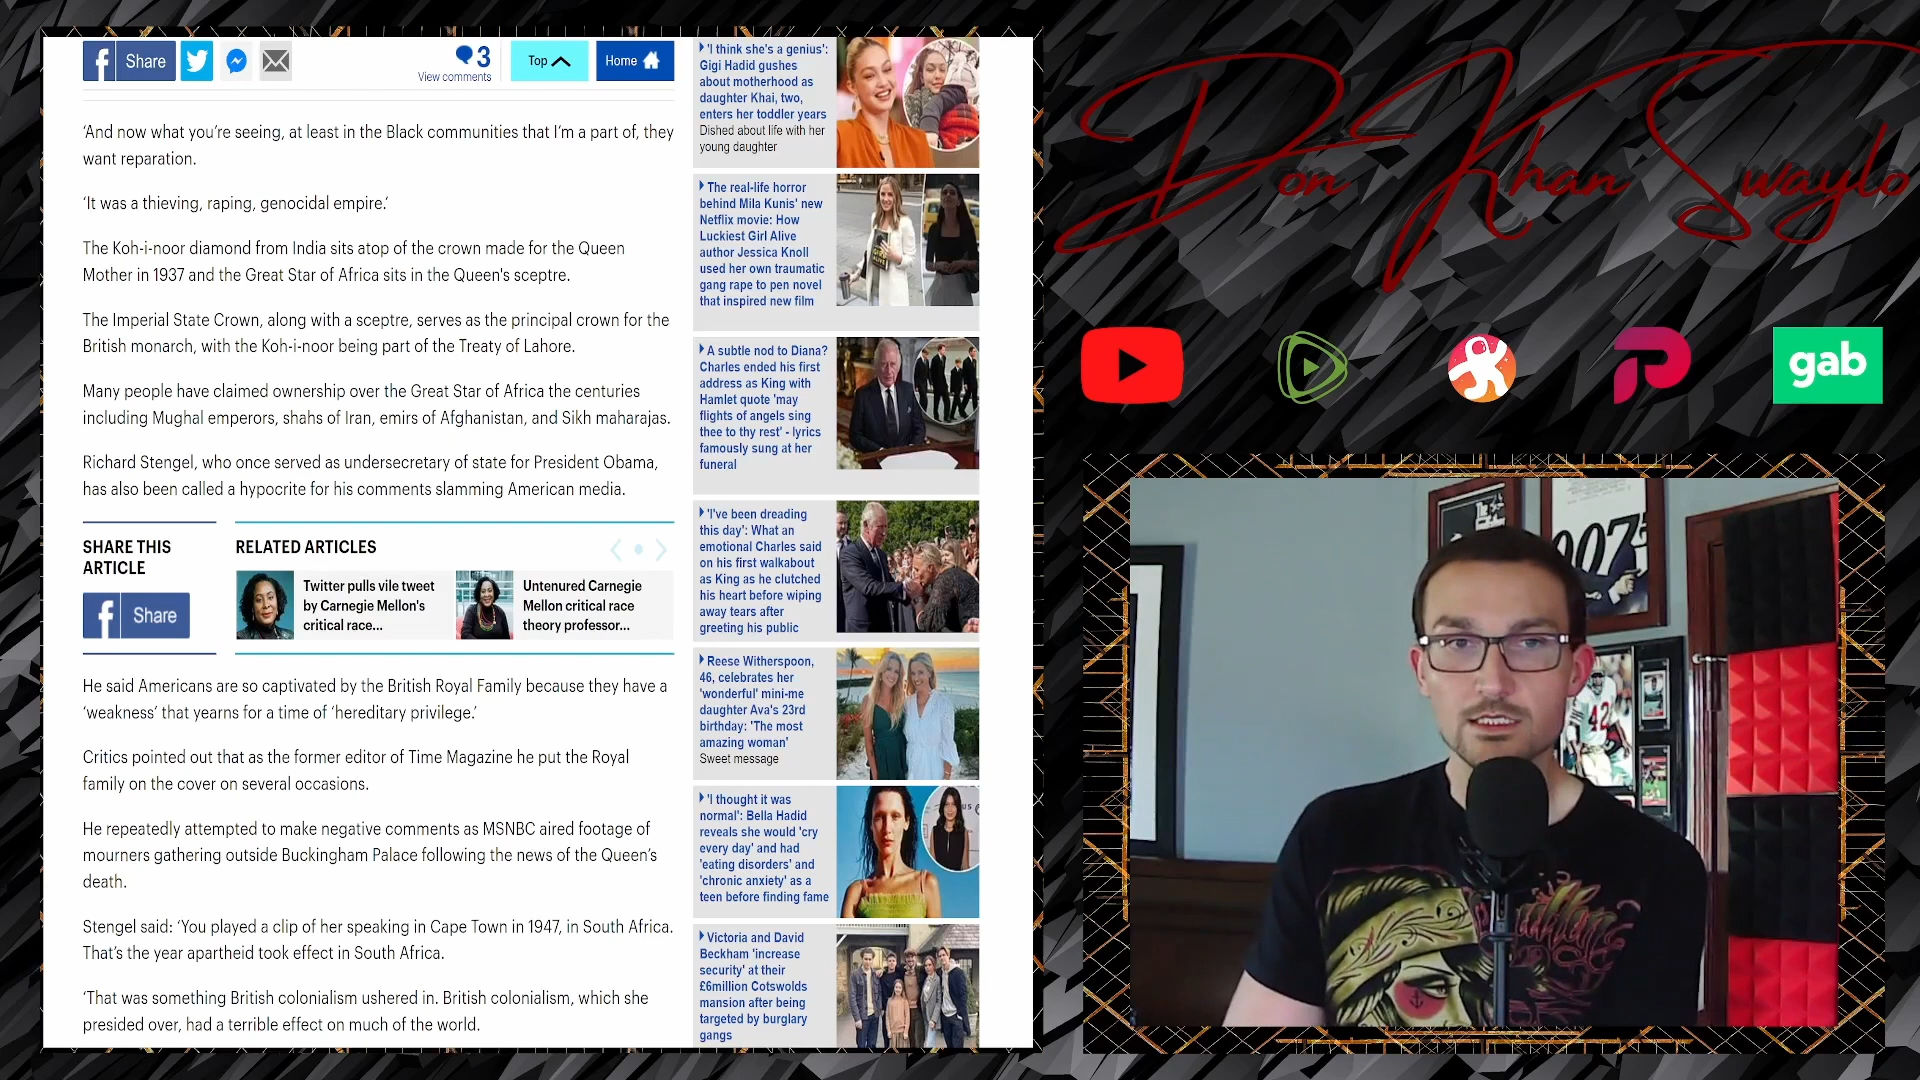 Share
3
View comments
Top
Home
‘And now what you’re seeing, at least in the Black communities that I’m a part of, they
want reparation.
‘It was a thieving, raping, genocidal empire.’
The Koh-i-noor diamond from India sits atop of the crown made for the Queen
Mother in 1937 and the Great Star of Africa sits in the Queen's sceptre.
The Imperial State Crown, along with a sceptre, serves as the principal crown for the
British monarch, with the Koh-i-noor being part of the Treaty of Lahore.
Many people have claimed ownership over the Great Star of Africa the centuries
including Mughal emperors, shahs of Iran, emirs of Afghanistan, and Sikh maharajas.
Richard Stengel, who once served as undersecretary of state for President Obama,
has also been called a hypocrite for his comments slamming American media.
SHARE THIS
ARTICLE
Share
RELATED ARTICLES
Twitter pulls vile tweet
by Carnegie Mellon's
critical race...
Untenured Carnegie
Mellon critical race
theory professor...
He said Americans are so captivated by the British Royal Family because they have a
‘weakness’ that yearns for a time of ‘hereditary privilege.’
Critics pointed out that as the former editor of Time Magazine he put the Royal
family on the cover on several occasions.
He repeatedly attempted to make negative comments as MSNBC aired footage of
mourners gathering outside Buckingham Palace following the news of the Queen’s
death.
Stengel said: ‘You played a clip of her speaking in Cape Town in 1947, in South Africa.
That’s the year apartheid took effect in South Africa.
‘That was something British colonialism ushered in. British colonialism, which she
presided over, had a terrible effect on much of the world.
'I think she's a genius':
Gigi Hadid gushes
about motherhood as
daughter Khai, two,
enters her toddler years
Dished about life with her
young daughter
The real-life horror
behind Mila Kunis' new
Netflix movie: How
Luckiest Girl Alive
author Jessica Knoll
used her own traumatic
gang rape to pen novel
that inspired new film
A subtle nod to Diana?
Charles ended his first
address as King with
Hamlet quote 'may
flights of angels sing
thee to thy rest' - lyrics
famously sung at her
funeral
'I've been dreading
this day': What an
emotional Charles said
on his first walkabout
as King as he clutched
his heart before wiping
away tears after
greeting his public
Reese Witherspoon,
46, celebrates her
'wonderful' mini-me
daughter Ava's 23rd
birthday: 'The most
amazing woman'
Sweet message
'I thought it was
normal': Bella Hadid
reveals she would 'cry
every day' and had
'eating disorders' and
'chronic anxiety' as a
teen before finding fame
Victoria and David
Beckham 'increase
security' at their
£6million Cotswolds
mansion after being
targeted by burglary
gangs
Don Khan Swaylo
gab
007
42